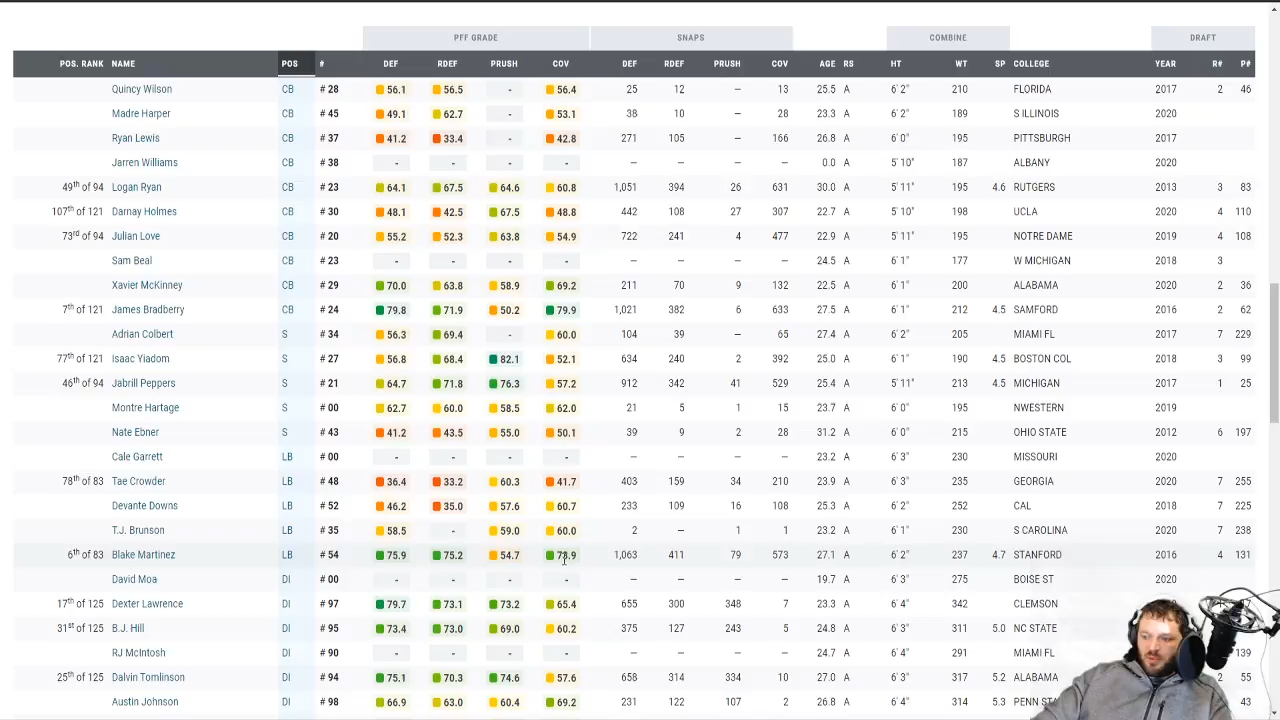 PFF GRADE SNAPS COMBINE DRAFT
POS. RANK NAME POS # DEF RDEF PRUSH COV DEF RDEF PRUSH COV AGE RS HT WT SP COLLEGE YEAR R# P#
Quincy Wilson CB # 28 56.1 56.5 - 56.4 25 12 — 13 25.5 A 6' 2" 210 FLORIDA 2017 2 46
Madre Harper CB # 45 49.1 62.7 - 53.1 38 10 — 28 23.3 A 6' 2" 189 S ILLINOIS 2020
Ryan Lewis CB # 37 41.2 33.4 - 42.8 271 105 — 166 26.8 A 6' 0" 195 PITTSBURGH 2017
Jarren Williams CB # 38 - - - - — — — — 0.0 A 5' 10" 187 ALBANY 2020
49th of 94 Logan Ryan CB # 23 64.1 67.5 64.6 60.8 1,051 394 26 631 30.0 A 5' 11" 195 4.6 RUTGERS 2013 3 83
107th of 121 Darnay Holmes CB # 30 48.1 42.5 67.5 48.8 442 108 27 307 22.7 A 5' 10" 198 UCLA 2020 4 110
73rd of 94 Julian Love CB # 20 55.2 52.3 63.8 54.9 722 241 4 477 22.9 A 5' 11" 195 NOTRE DAME 2019 4 108
Sam Beal CB # 23 - - - - — — — — 24.5 A 6' 1" 177 W MICHIGAN 2018 3
Xavier McKinney CB # 29 70.0 63.8 58.9 69.2 211 70 9 132 22.5 A 6' 1" 200 ALABAMA 2020 2 36
7th of 121 James Bradberry CB # 24 79.8 71.9 50.2 79.9 1,021 382 6 633 27.5 A 6' 1" 212 4.5 SAMFORD 2016 2 62
Adrian Colbert S # 34 56.3 69.4 - 60.0 104 39 — 65 27.4 A 6' 2" 205 MIAMI FL 2017 7 229
77th of 121 Isaac Yiadom S # 27 56.8 68.4 82.1 52.1 634 240 2 392 25.0 A 6' 1" 190 4.5 BOSTON COL 2018 3 99
46th of 94 Jabrill Peppers S # 21 64.7 71.8 76.3 57.2 912 342 41 529 25.4 A 5' 11" 213 4.5 MICHIGAN 2017 1 25
Montre Hartage S # 00 62.7 60.0 58.5 62.0 21 5 1 15 23.7 A 6' 0" 195 NWESTERN 2019
Nate Ebner S # 43 41.2 43.5 55.0 50.1 39 9 2 28 31.2 A 6' 0" 215 OHIO STATE 2012 6 197
Cale Garrett LB # 00 - - - - — — — — 23.2 A 6' 3" 230 MISSOURI 2020
78th of 83 Tae Crowder LB # 48 36.4 33.2 60.3 41.7 403 159 34 210 23.9 A 6' 3" 235 GEORGIA 2020 7 255
Devante Downs LB # 52 46.2 35.0 57.6 60.7 233 109 16 108 25.6 A 6' 2" 252 CAL 2018 7 225
T.J. Brunson LB # 35 58.5 - 59.0 60.0 2 — 1 1 23.2 A 6' 1" 230 S CAROLINA 2020 7 238
6th of 83 Blake Martinez LB # 54 75.9 75.2 54.7 1,063 411 79 573 27.1 A 6' 2" 237 4.7 STANFORD 2016 4 131
David Moa DI # 00 - - - - — — — — 19.7 A 6' 3" 275 BOISE ST 2020
17th of 125 Dexter Lawrence DI # 97 79.7 73.1 73.2 65.4 655 300 348 7 23.3 A 6' 4" 342 CLEMSON
31st of 125 B.J. Hill DI # 95 73.4 73.0 69.0 60.2 375 127 243 5 24.8 A 6' 3" 311 5.0 NC STATE
RJ McIntosh DI # 90 - - - - — — — — 24.7 A 6' 4" 291 MIAMI FL 139
25th of 125 Dalvin Tomlinson DI # 94 75.1 70.3 74.6 57.6 658 314 334 10 27.0 A 6' 3" 317 5.2 ALABAMA 55
Austin Johnson DI # 98 66.9 63.0 60.4 69.2 231 122 107 2 26.8 A 6' 4" 314 5.3 PENN 43